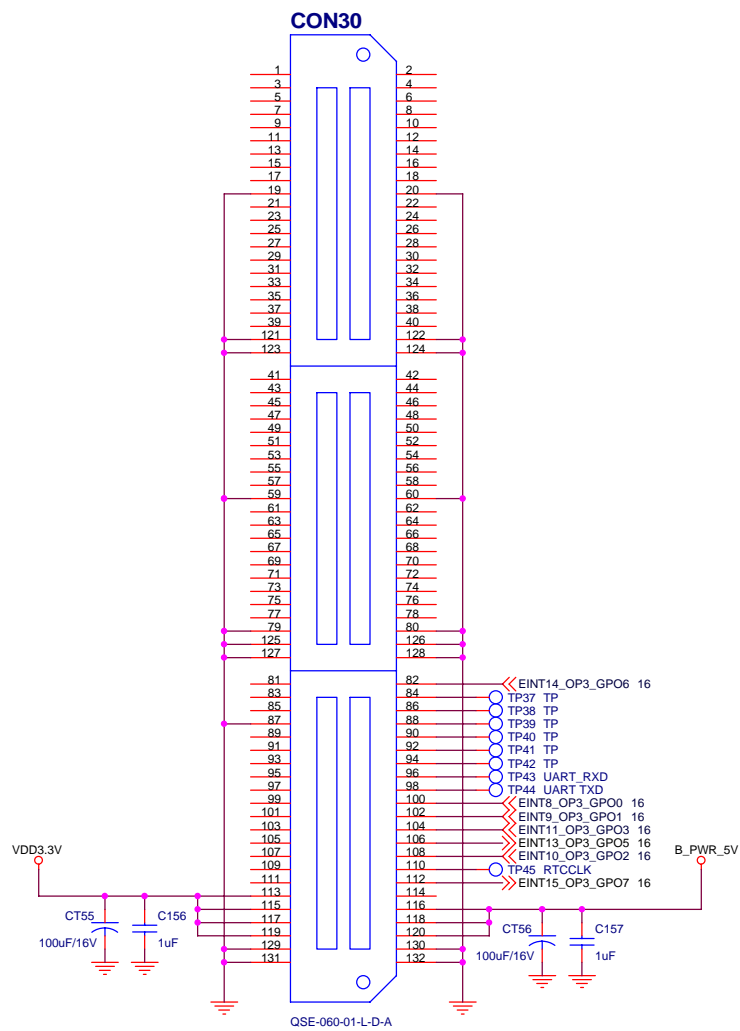 CON30
1 2
3 4
5 6
7 8
9 10
11 12
13 14
15 16
17 18
19 20
21 22
23 24
25 26
27 28
29 30
31 32
33 34
35 36
37 38
39 40
121 122
123 124
41 42
43 44
45 46
47 48
49 50
51 52
53 54
55 56
57 58
59 60
61 62
63 64
65 66
67 68
69 70
71 72
73 74
75 76
77 78
79 80
125 126
127 128
81 82 EINT14_OP3_GPO6 16
83 84 TP37 TP
85 86 TP38 TP
87 88 TP39 TP
89 90 TP40 TP
91 92 TP41 TP
93 94 TP42 TP
95 96 TP43 UART_RXD
97 98 TP44 UART TXD
99 100 EINT8_OP3_GPO0 16
101 102 EINT9_OP3_GPO1 16
103 104 EINT11_OP3_GPO3 16
105 106 EINT13_OP3_GPO5 16
107 108 EINT10_OP3_GPO2 16
109 110 TP45 RTCCLK
111 112 EINT15_OP3_GPO7 16
113 114
115 116
117 118
119 120
129 130
131 132
VDD3.3V
B_PWR_5V
CT55
100uF/16V
C156
1uF
CT56
100uF/16V
C157
1uF
QSE-060-01-L-D-A